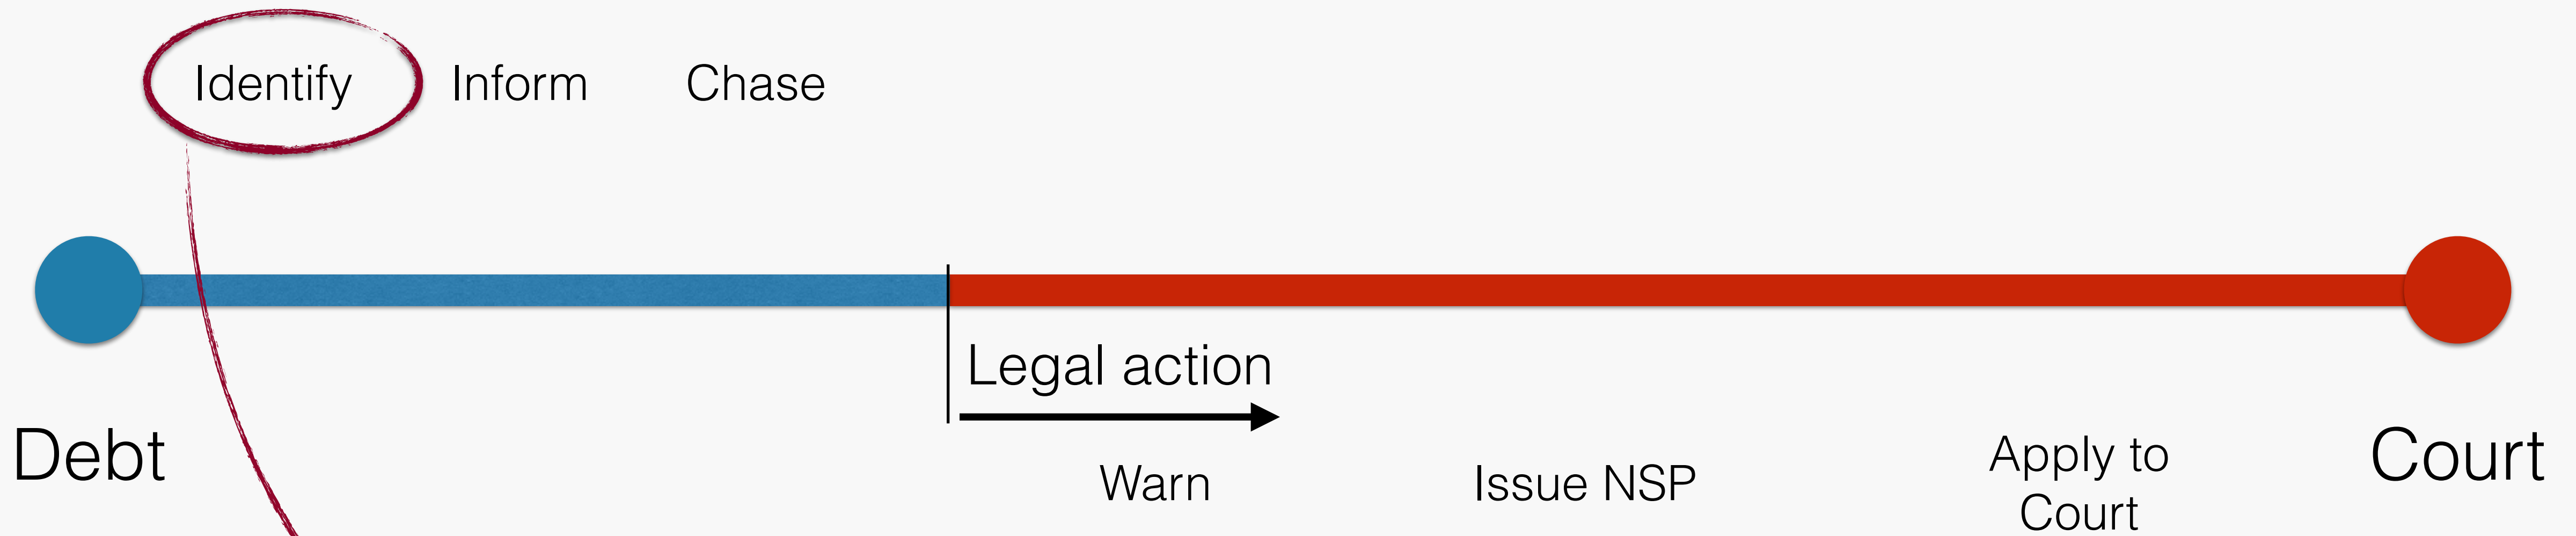 Identify Inform Chase
Legal action
Debt
Warn
Issue NSP
Apply to
Court
Court